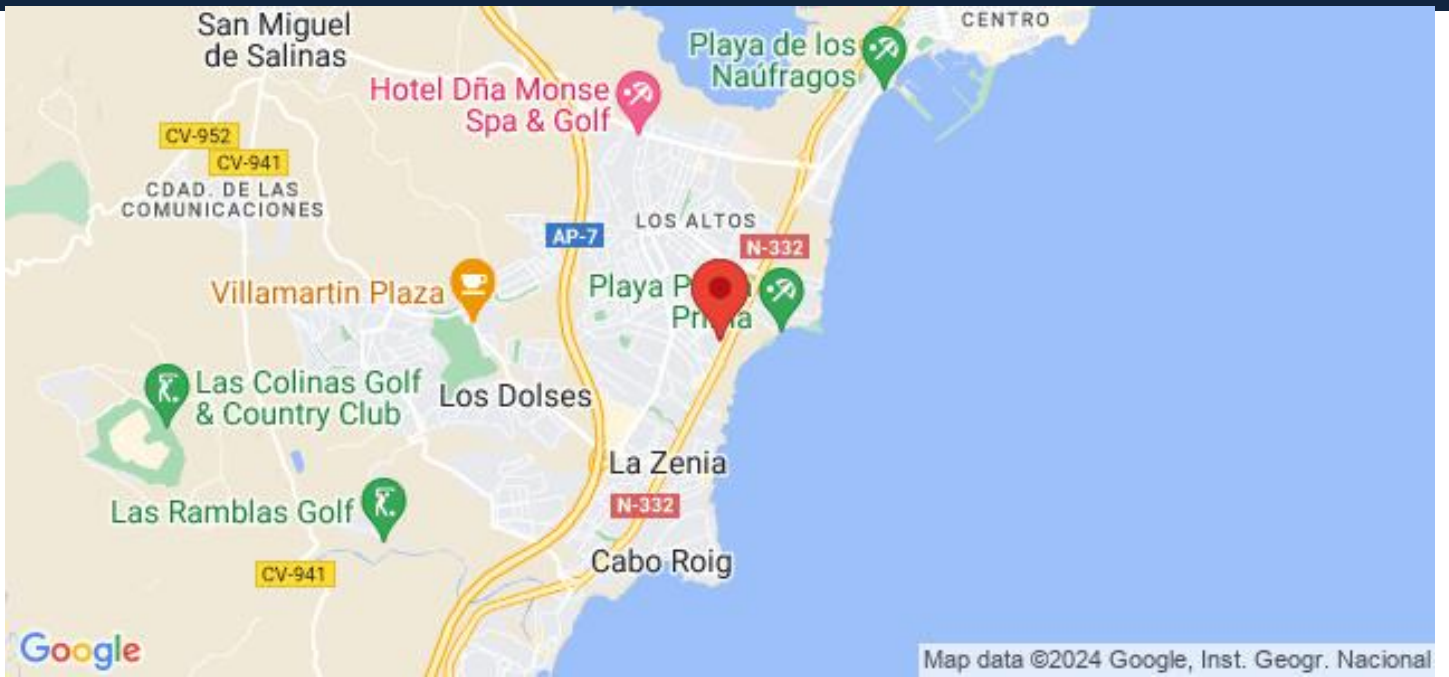 San Miguel
de Salinas
CENTRO
Playa de los
Naúfragos
Hotel Dña Monse
Spa & Golf
CV-952
CV-941
CDAD. DE LAS
COMUNICACIONES
LOS ALTOS
AP-7
N-332
Villamartin Plaza
Playa
Las Colinas Golf
& Country Club
Los Dolses
La Zenia
Las Ramblas Golf
N-332
Cabo Roig
CV-941
Google
Map data ©2024 Google, Inst. Geogr. Nacional